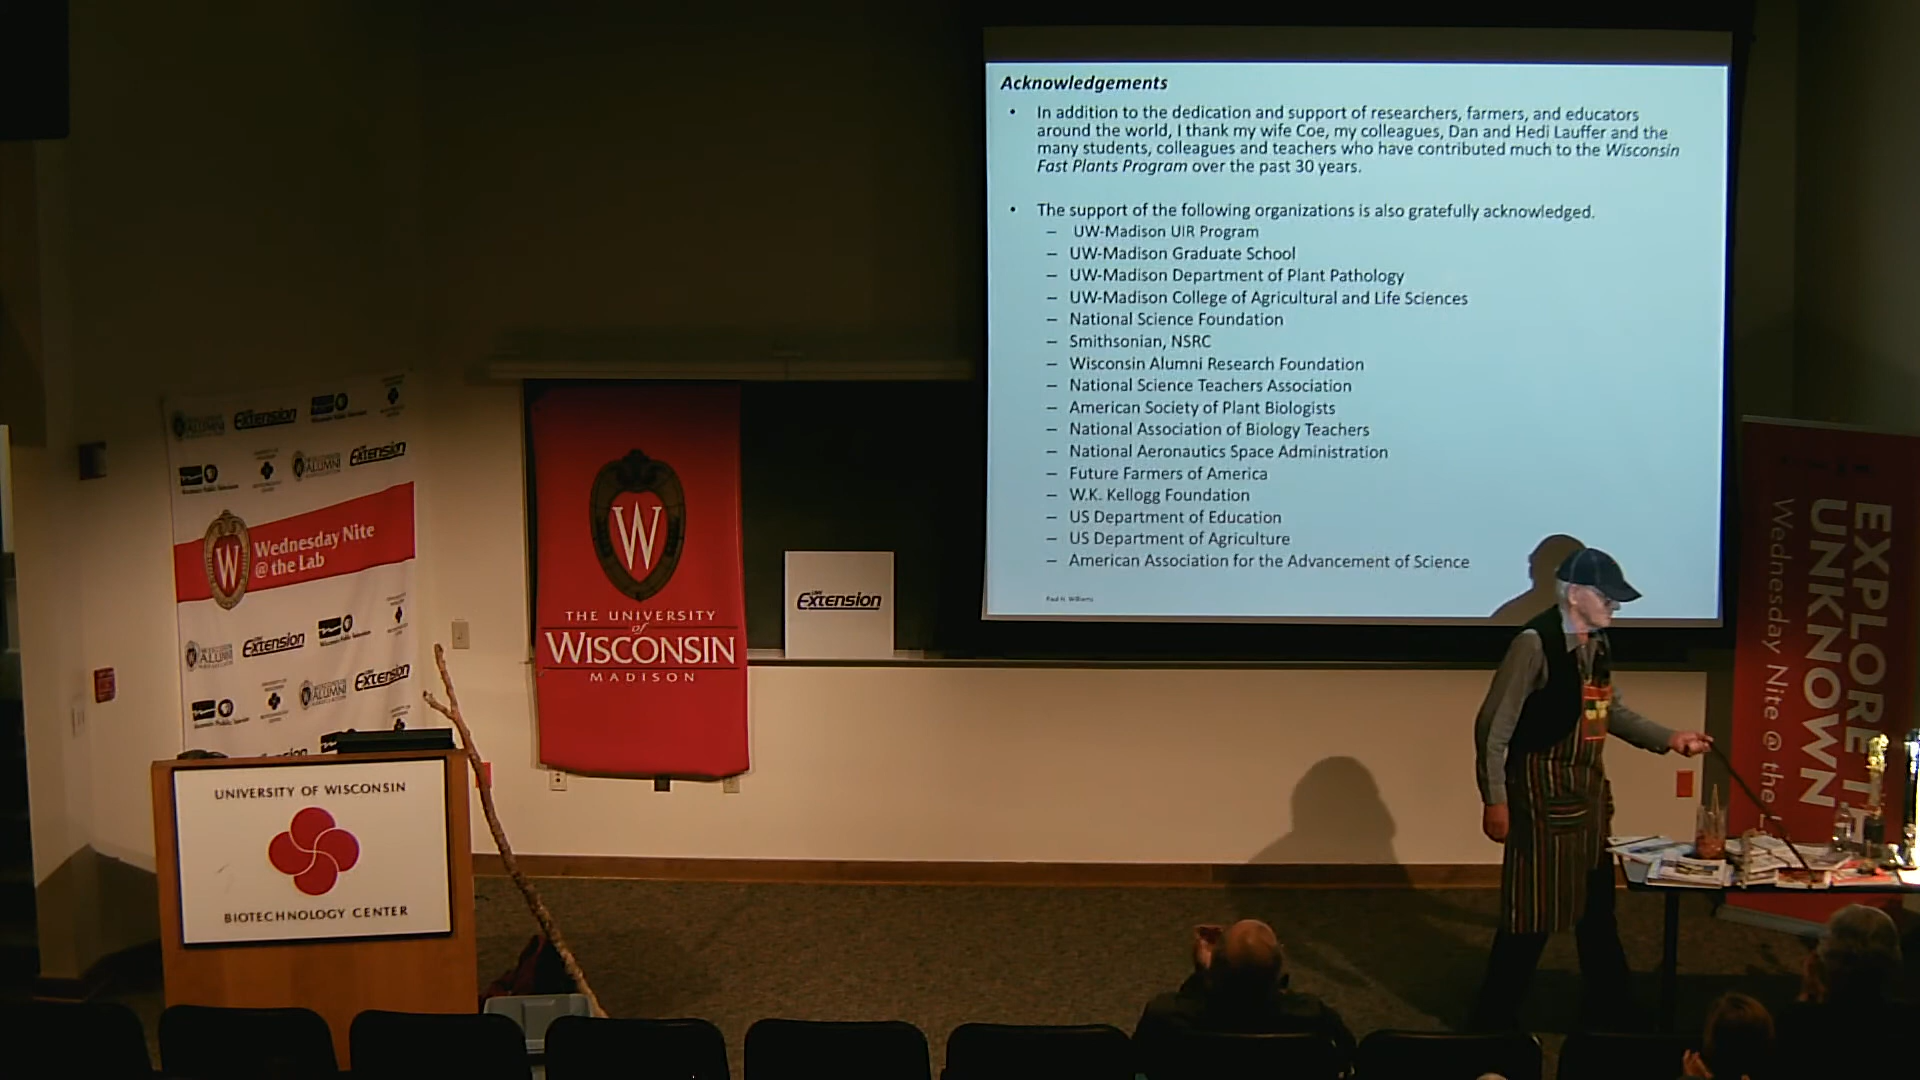 Acknowledgements
• In addition to the dedication and support of researchers, farmers, and educators
around the world, I thank my wife Coe, my colleagues, Dan and Hedi Lauffer and the
many students, colleagues and teachers who have contributed much to the Wisconsin
Fast Plants Program over the past 30 years.
• The support of the following organizations is also gratefully acknowledged.
– UW-Madison UIR Program
– UW-Madison Graduate School
– UW-Madison Department of Plant Pathology
– UW-Madison College of Agricultural and Life Sciences
– National Science Foundation
– Smithsonian, NSRC
– Wisconsin Alumni Research Foundation
– National Science Teachers Association
– American Society of Plant Biologists
– National Association of Biology Teachers
– National Aeronautics Space Administration
– Future Farmers of America
– W.K. Kellogg Foundation
– US Department of Education
– US Department of Agriculture
– American Association for the Advancement of Science
Paul H. Williams
Extension
ALUMNI
Extension
W
Wednesday Nite
@ the Lab
ALUMNI
Extension
ALUMNI
Extension
W
THE UNIVERSITY
of
WISCONSIN
MADISON
Extension
EXPLORE TH
UNKNOWN
Wednesday Nite @ the L
UNIVERSITY OF WISCONSIN
BIOTECHNOLOGY CENTER